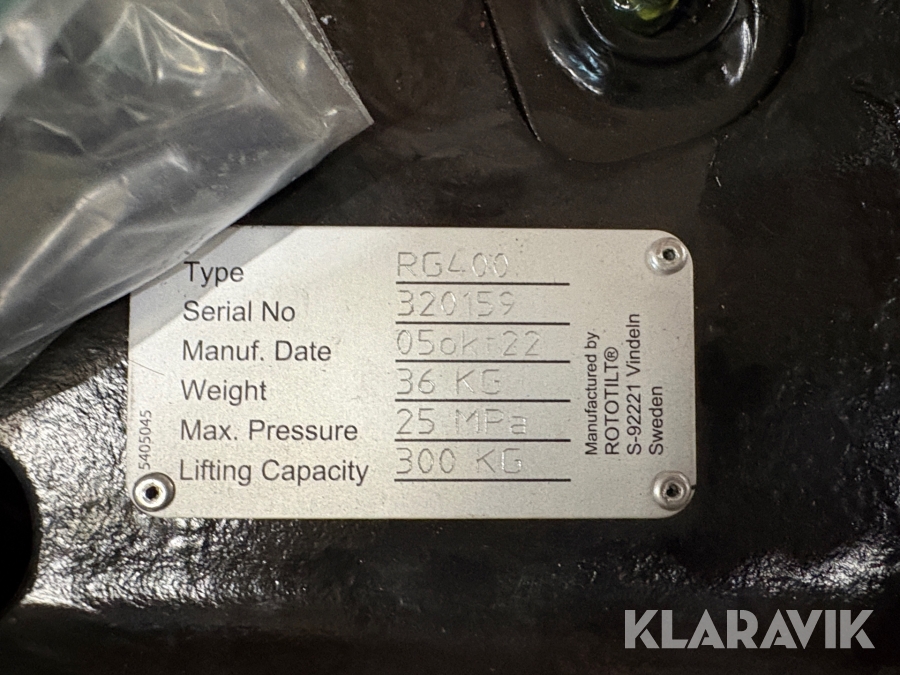 Type RG400
Serial No 320159
Manuf. Date 05okt22
Weight 36 KG
Max. Pressure 25 MPa
Lifting Capacity 300 KG
5405045
Manufactured by
ROTOTILT®
S-92221 Vindeln
Sweden
KLARAVIK